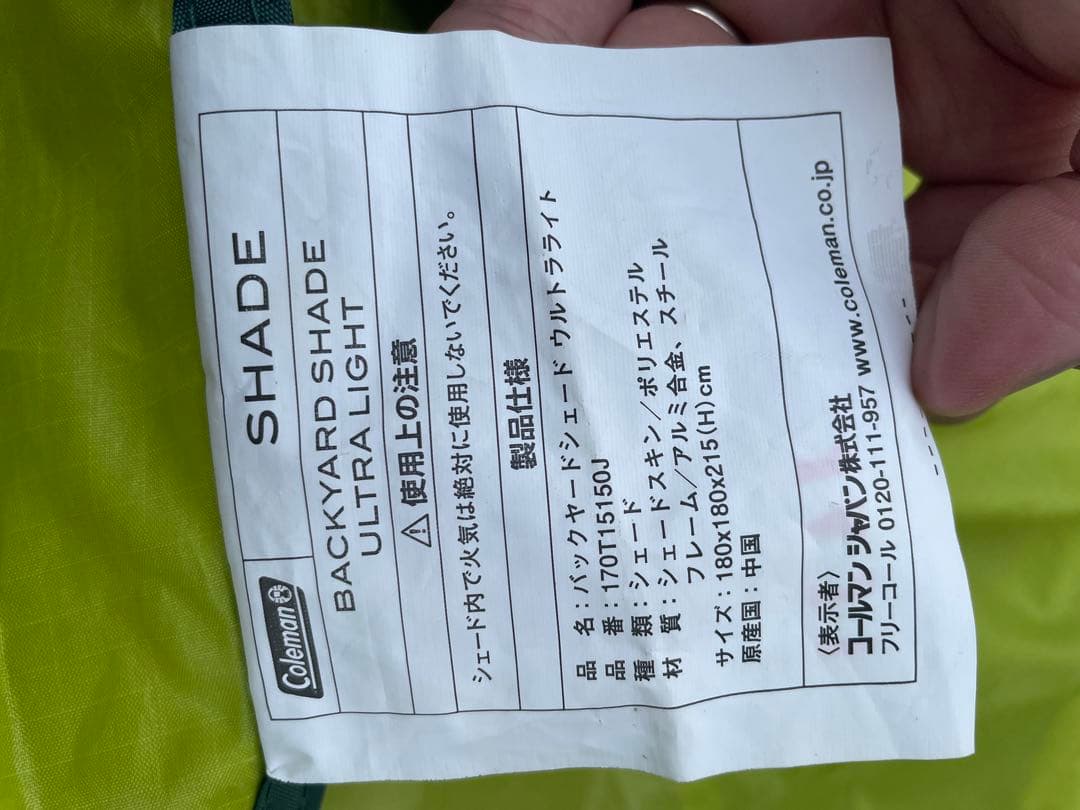 Coleman
SHADE
BACKYARD SHADE
ULTRA LIGHT
⚠使用上の注意
シェード内で火気は絶対に使用しないでください。
製品仕様
品　名：バックヤードシェード ウルトラライト
品　番：170T15150J
種　類：シェード
材　質：シェードスキン／ポリエステル
フレーム／アルミ合金、スチール
サイズ：180x180x215(H)cm
原産国：中国
〈表示者〉
コールマン ジャパン株式会社
フリーコール 0120-111-957 www.coleman.co.jp